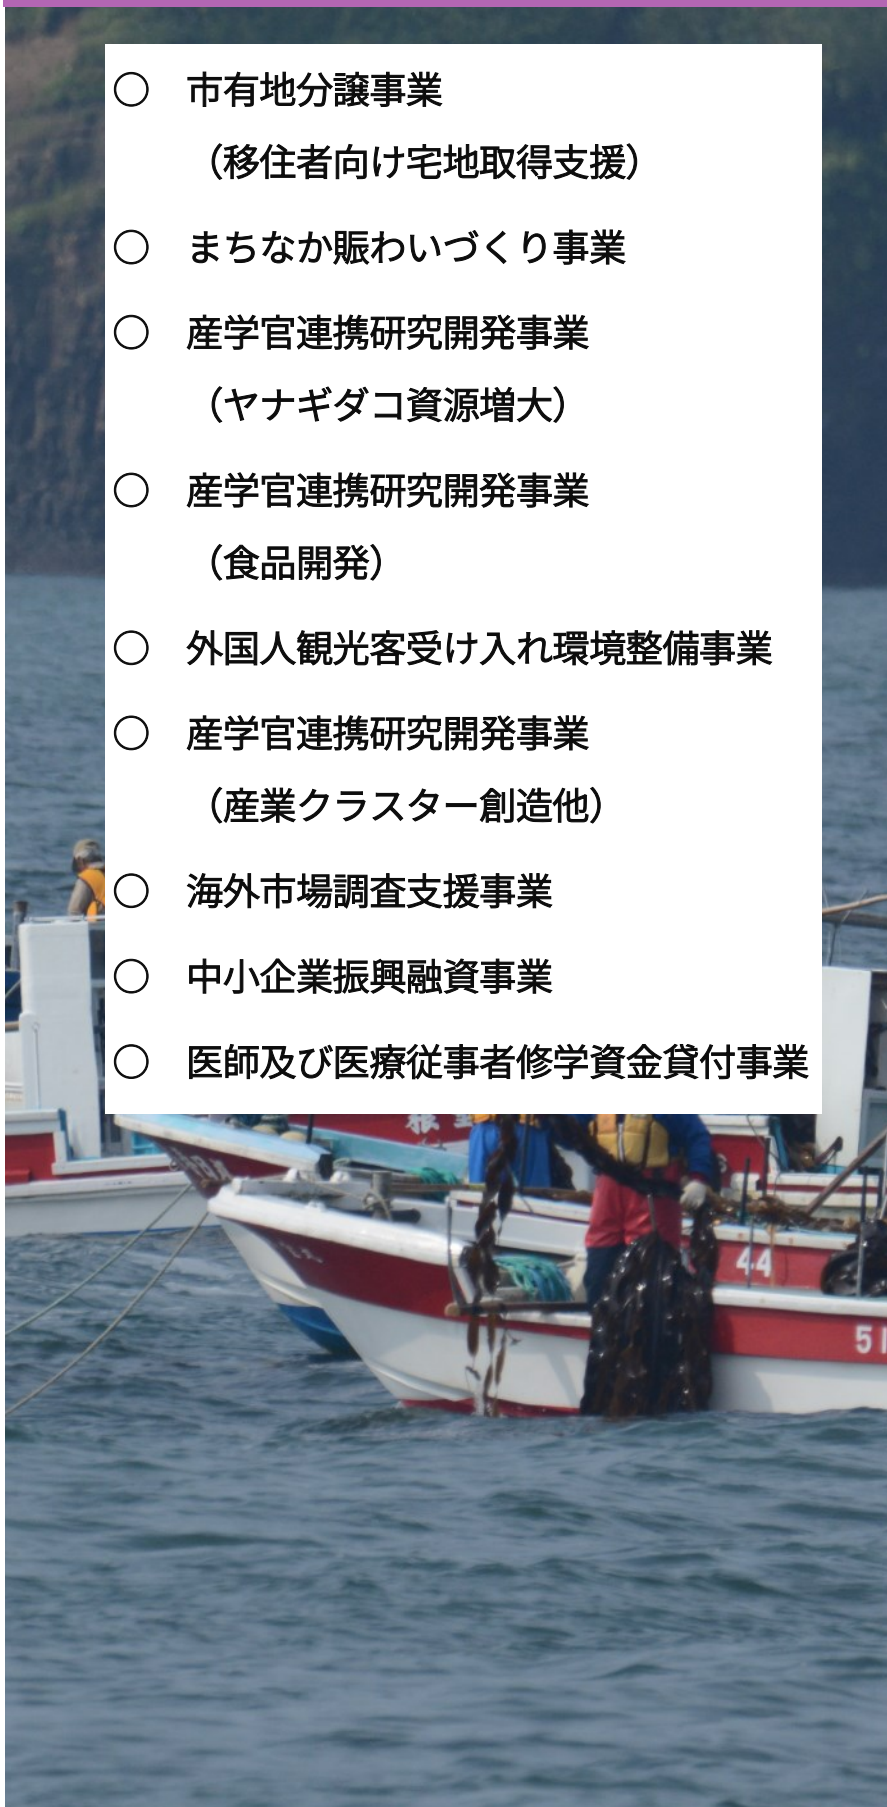 ○　市有地分譲事業
（移住者向け宅地取得支援）
○　まちなか賑わいづくり事業
○　産学官連携研究開発事業
（ヤナギダコ資源増大）
○　産学官連携研究開発事業
（食品開発）
○　外国人観光客受け入れ環境整備事業
○　産学官連携研究開発事業
（産業クラスター創造他）
○　海外市場調査支援事業
○　中小企業振興融資事業
○　医師及び医療従事者修学資金貸付事業
44